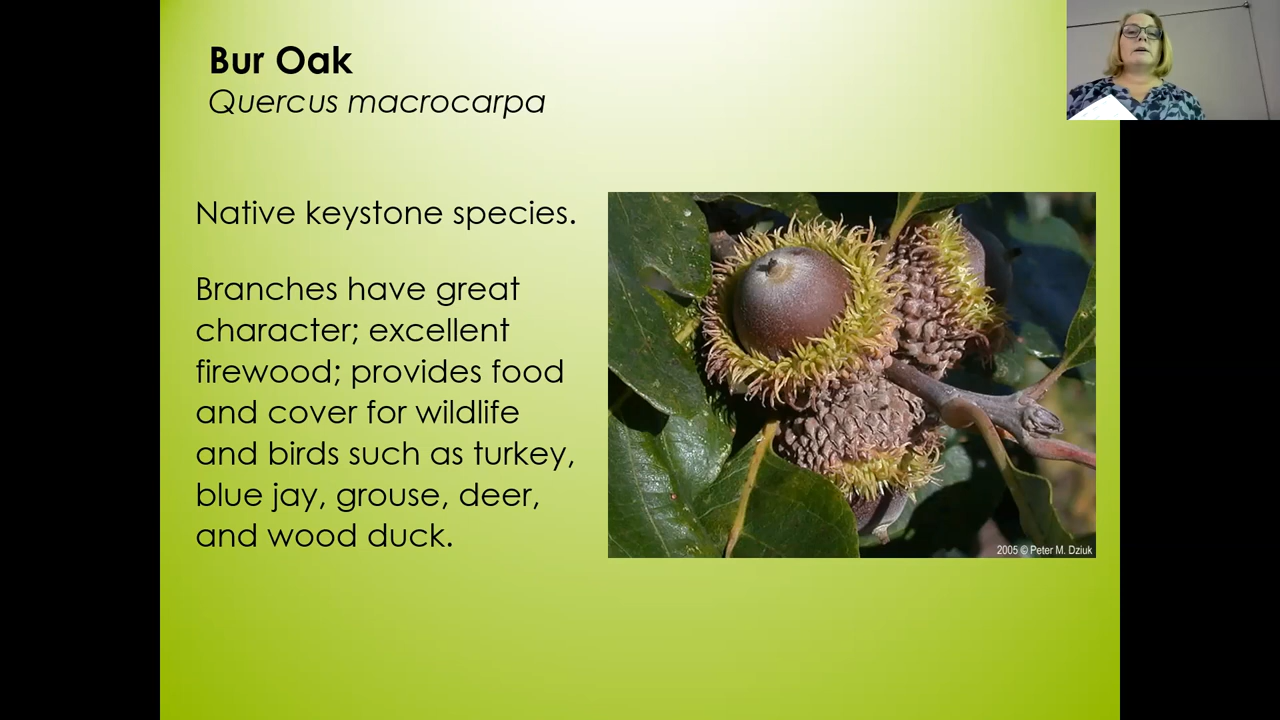 Bur Oak
Quercus macrocarpa
Native keystone species.
Branches have great
character; excellent
firewood; provides food
and cover for wildlife
and birds such as turkey,
blue jay, grouse, deer,
and wood duck.
2005 © Peter M. Dziuk